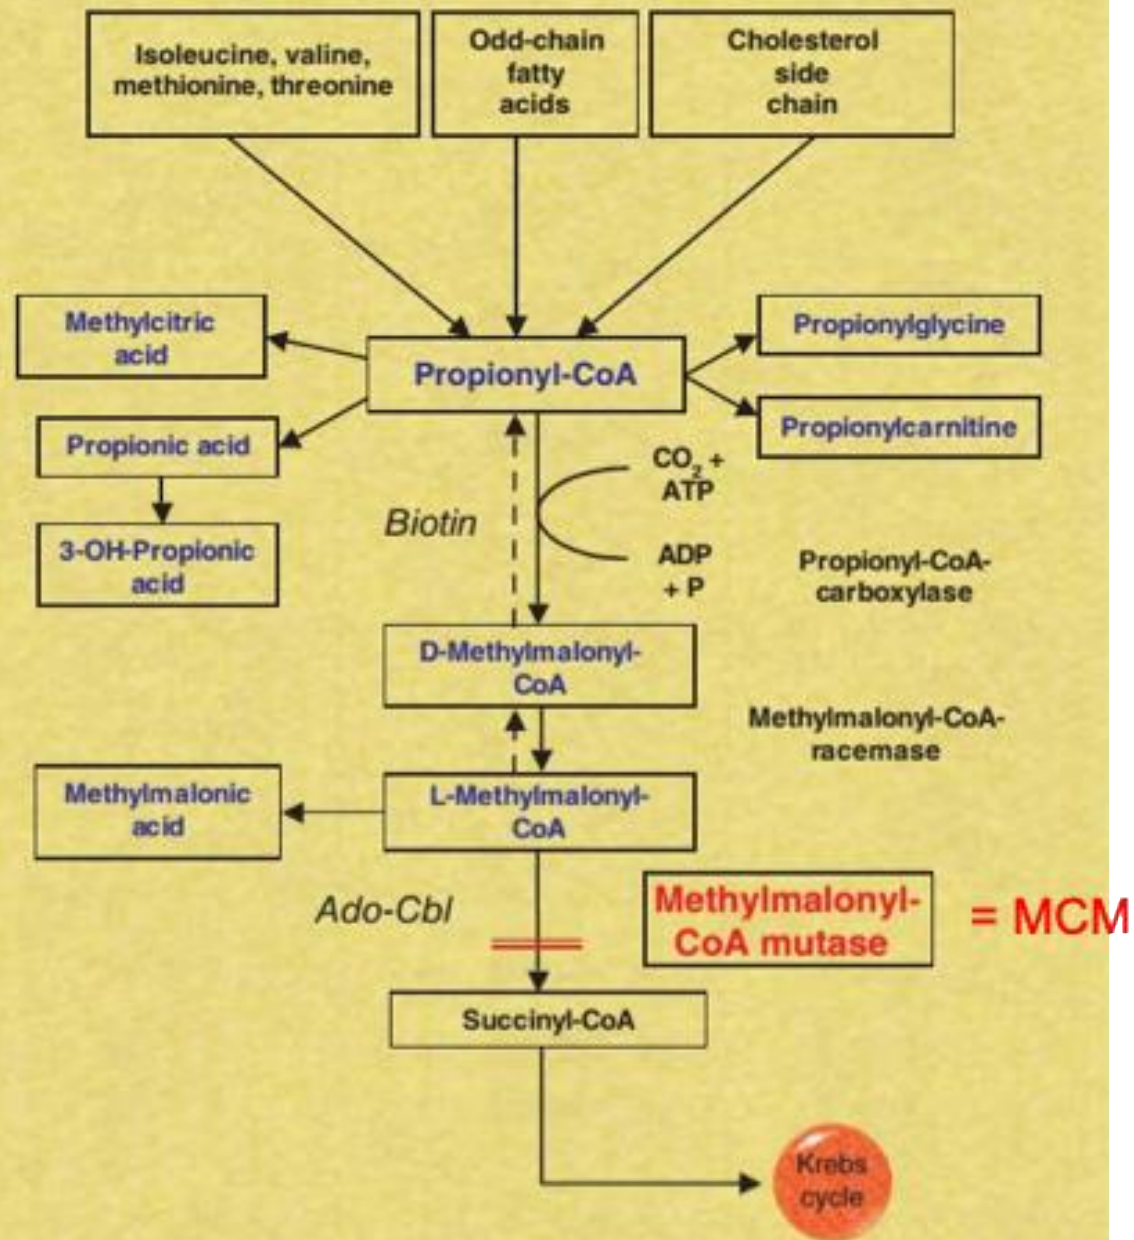 Isoleucine, valine,
methionine, threonine
Odd-chain
fatty
acids
Cholesterol
side
chain
Methylcitric
acid
Propionyl-CoA
Propionylglycine
Propionic acid
Propionylcarnitine
3-OH-Propionic
acid
Biotin
CO₂ +
ATP
ADP
+ P
Propionyl-CoA-
carboxylase
D-Methylmalonyl-
CoA
Methylmalonyl-CoA-
racemase
Methylmalonic
acid
L-Methylmalonyl-
CoA
Ado-Cbl
Methylmalonyl-
CoA mutase
= MCM
Succinyl-CoA
Krebs
cycle